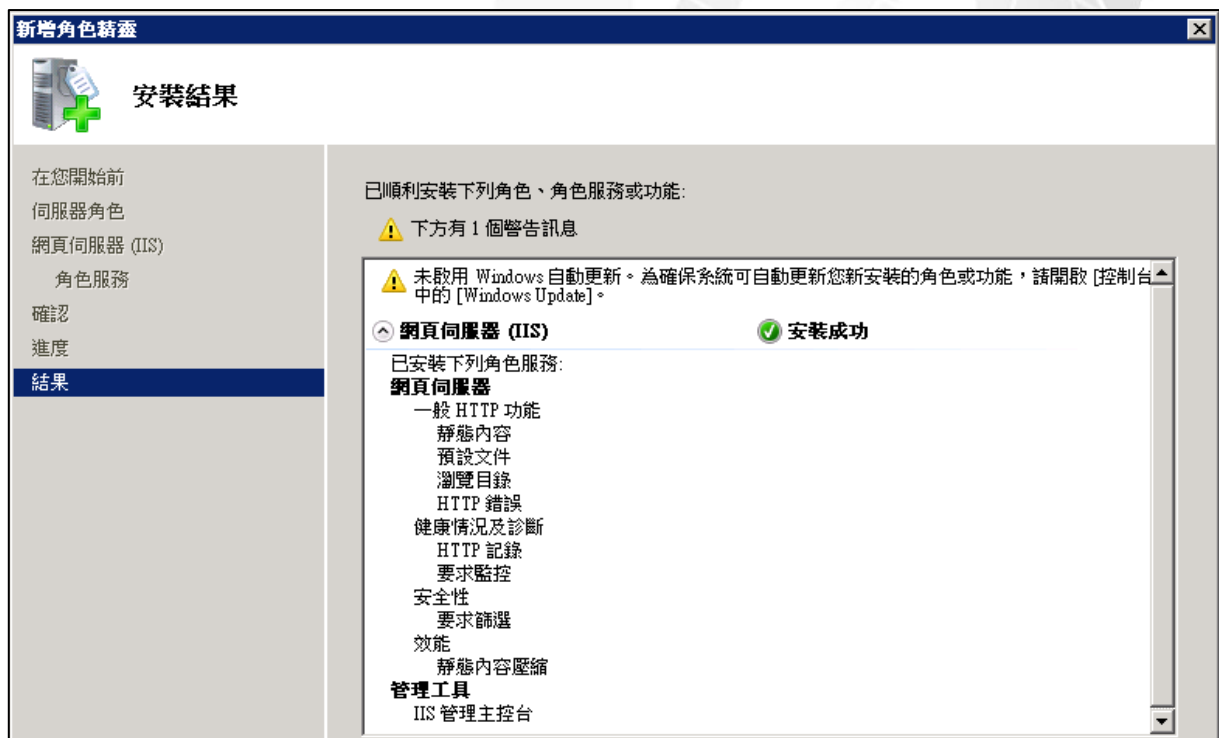 新增角色精靈
安裝結果
在您開始前
伺服器角色
網頁伺服器 (IIS)
角色服務
確認
進度
結果
已順利安裝下列角色、角色服務或功能:
下方有 1 個警告訊息
未啟用 Windows 自動更新。為確保系統可自動更新您新安裝的角色或功能，請開啟 [控制台
中的 [Windows Update]。
網頁伺服器 (IIS) 安裝成功
已安裝下列角色服務:
網頁伺服器
一般 HTTP 功能
靜態內容
預設文件
瀏覽目錄
HTTP 錯誤
健康情況及診斷
HTTP 記錄
要求監控
安全性
要求篩選
效能
靜態內容壓縮
管理工具
IIS 管理主控台